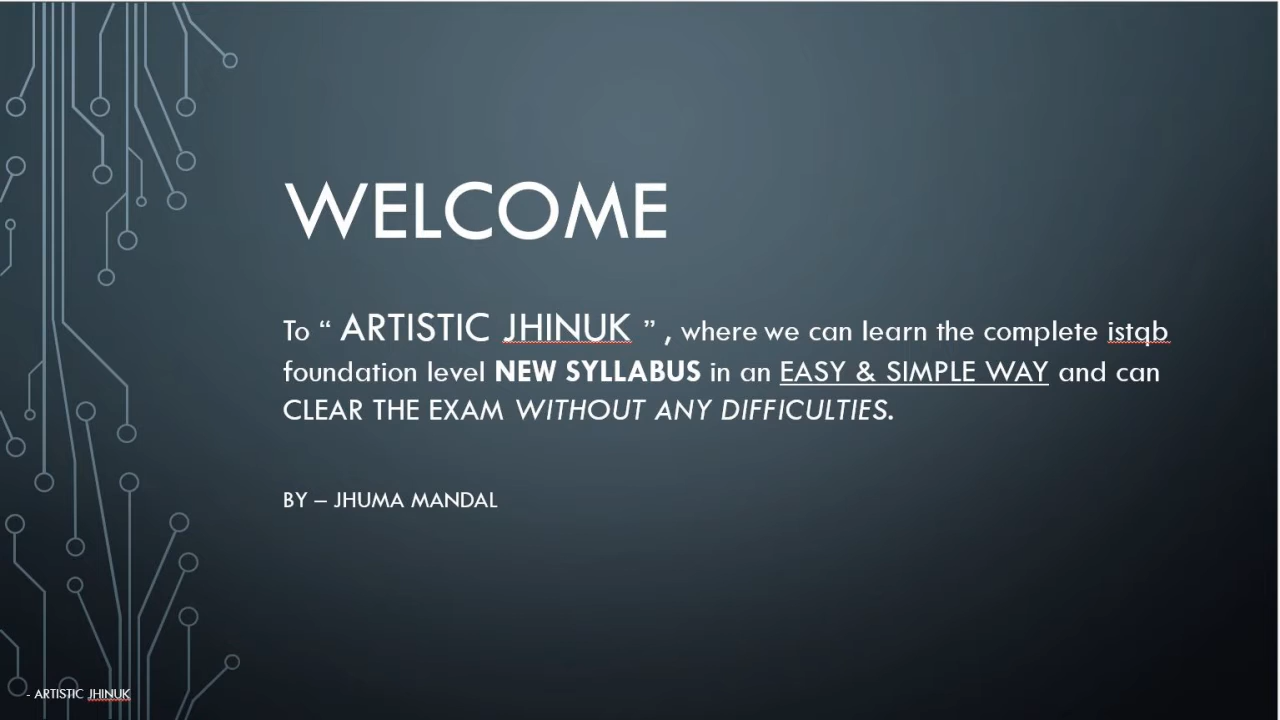 WELCOME
To “ ARTISTIC JHINUK ” , where we can learn the complete istqb
foundation level NEW SYLLABUS in an EASY & SIMPLE WAY and can
CLEAR THE EXAM WITHOUT ANY DIFFICULTIES.
BY – JHUMA MANDAL
- ARTISTIC JHINUK